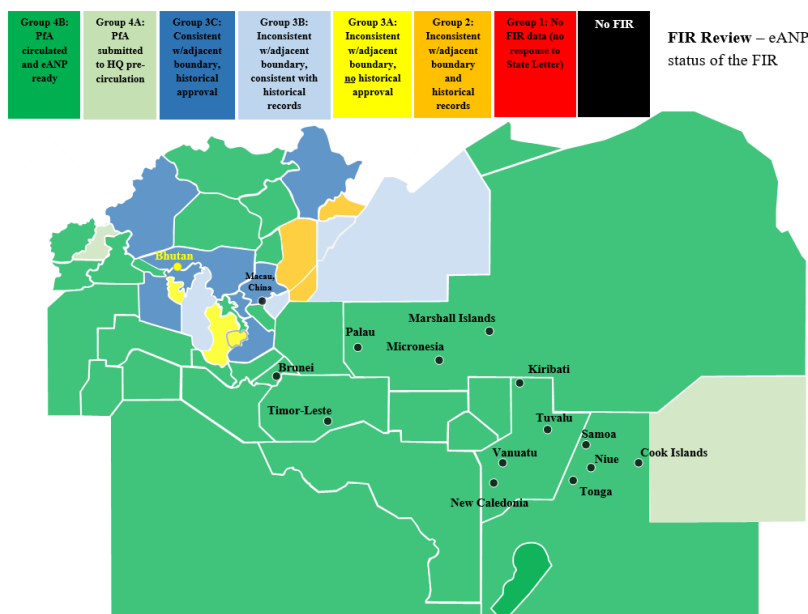 Group 4B:
PfA
circulated
and eANP
ready
Group 4A:
PfA
submitted
to HQ pre-
circulation
Group 3C:
Consistent
w/adjacent
boundary,
historical
approval
Group 3B:
Inconsistent
w/adjacent
boundary,
consistent with
historical
records
Group 3A:
Inconsistent
w/adjacent
boundary,
no historical
approval
Group 2:
Inconsistent
w/adjacent
boundary
and
historical
records
Group 1: No
FIR data (no
response to
State Letter)
No FIR
FIR Review – eANP
status of the FIR
Bhutan
Macau,
China
Marshall Islands
Palau
Micronesia
Brunei
Kiribati
Timor-Leste
Tuvalu
Samoa
Vanuatu
Niue
Cook Islands
New Caledonia
Tonga